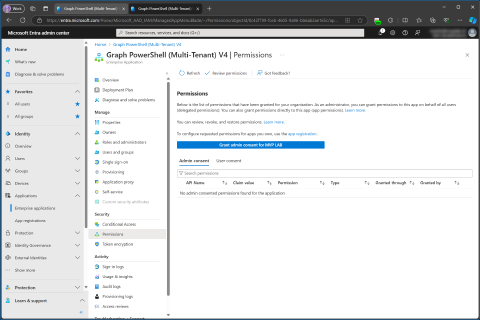 Work
Graph PowerShell (Multi-Tenant)
Graph PowerShell (Multi-Tenant)
Microsoft Entra admin center
Search resources, services, and docs (G+/)
Home
What's new
Diagnose & solve problems
Favorites
All users
All groups
Identity
Overview
Users
Groups
Devices
Applications
Enterprise applications
App registrations
Protection
Identity Governance
External Identities
Show more
Protection
Learn & support
Home > Graph PowerShell (Multi-Tenant) V4
Graph PowerShell (Multi-Tenant) V4 | Permissions
Enterprise Application
Overview
Deployment Plan
Diagnose and solve problems
Manage
Properties
Owners
Roles and administrators
Users and groups
Single sign-on
Provisioning
Application proxy
Self-service
Custom security attributes
Security
Conditional Access
Permissions
Token encryption
Activity
Sign-in logs
Usage & insights
Audit logs
Provisioning logs
Access reviews
Refresh
Review permissions
Got feedback?
Permissions
Below is the list of permissions that have been granted for your organization. As an administrator, you can grant permissions to this app on behalf of all users
(delegated permissions). You can also grant permissions directly to this app (app permissions). Learn more
You can review, revoke, and restore permissions. Learn more
To configure requested permissions for apps you own, use the app registration.
Grant admin consent for MVP LAB
Admin consent User consent
Search permissions
API Name Claim value Permission Type Granted through Granted by
No admin consented permissions found for the application